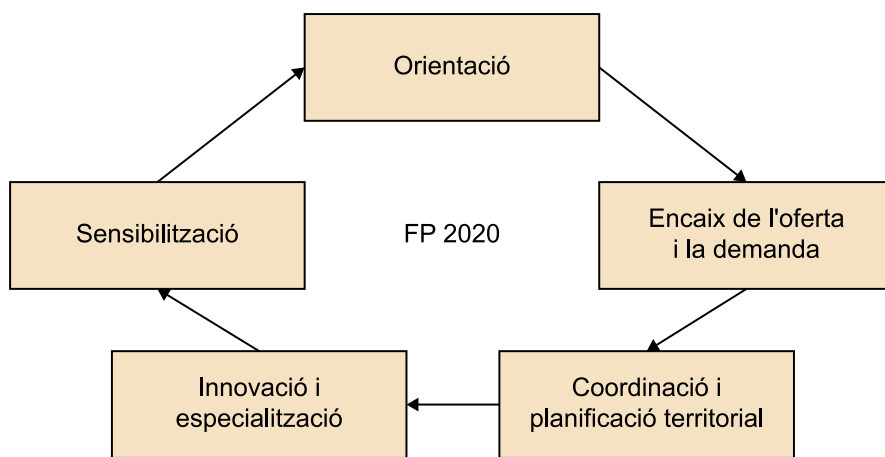 Orientació
Sensibilització
FP 2020
Encaix de l'oferta
i la demanda
Innovació i
especialització
Coordinació i
planificació territorial